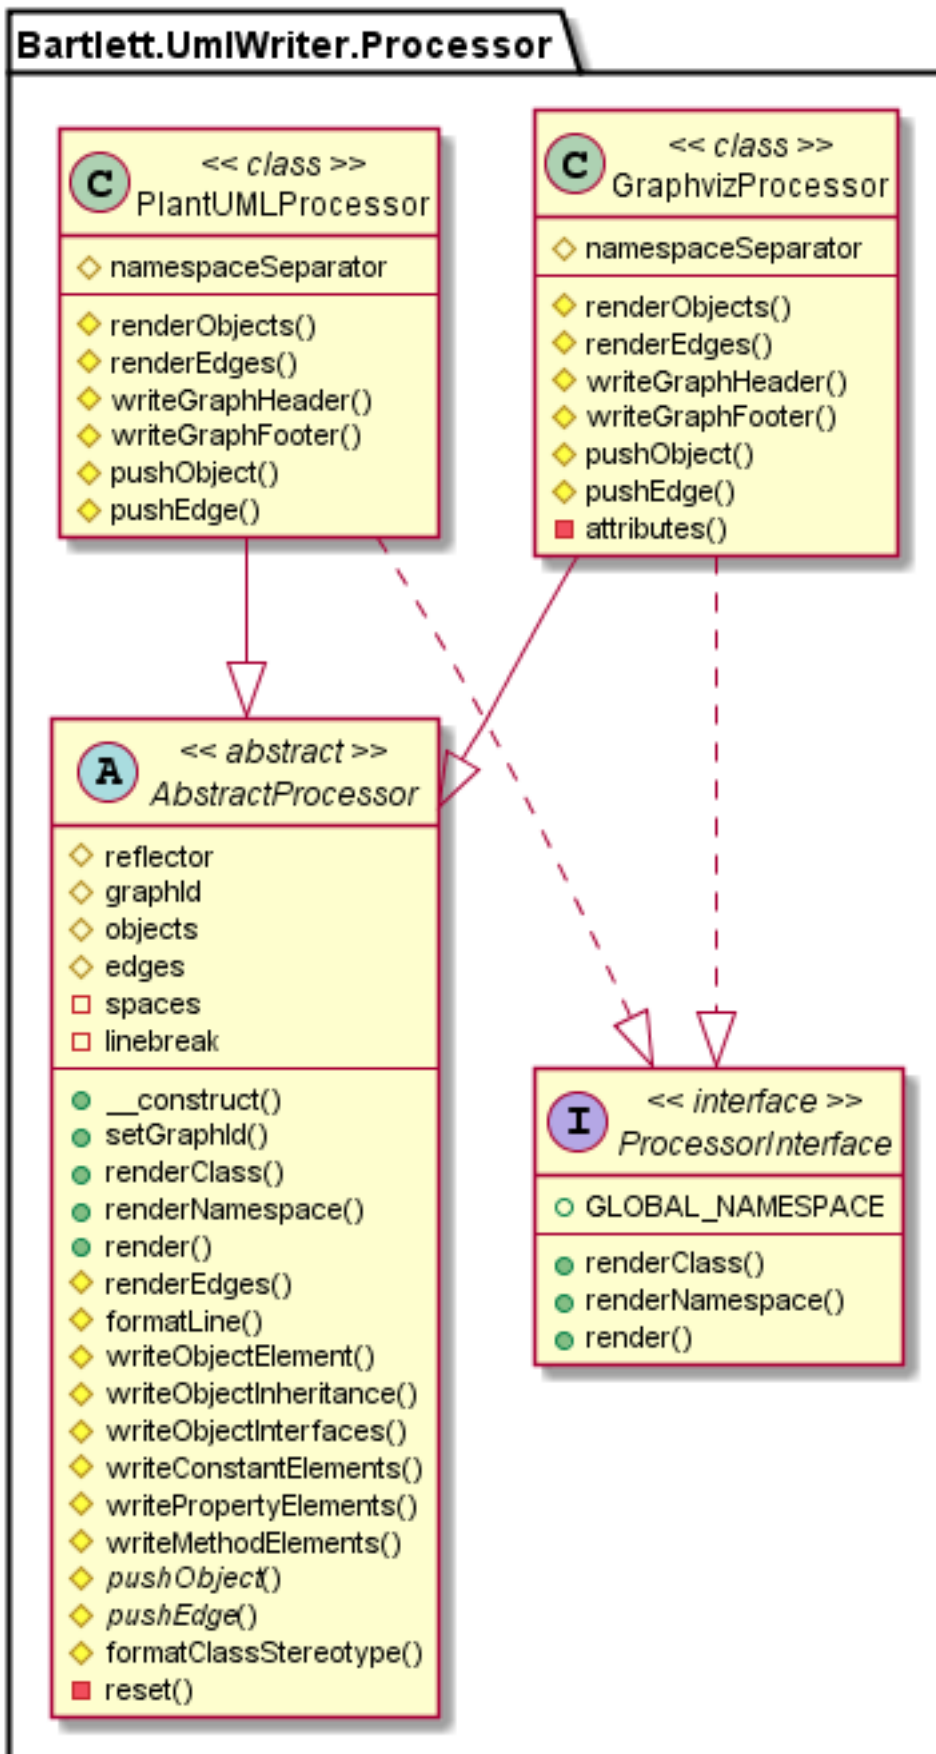 Bartlett.UmlWriter.Processor
C
<< class >>
PlantUMLProcessor
namespaceSeparator
renderObjects()
renderEdges()
writeGraphHeader()
writeGraphFooter()
pushObject()
pushEdge()
C
<< class >>
GraphvizProcessor
namespaceSeparator
renderObjects()
renderEdges()
writeGraphHeader()
writeGraphFooter()
pushObject()
pushEdge()
attributes()
A
<< abstract >>
AbstractProcessor
reflector
graphId
objects
edges
spaces
linebreak
__construct()
setGraphId()
renderClass()
renderNamespace()
render()
renderEdges()
formatLine()
writeObjectElement()
writeObjectInheritance()
writeObjectInterfaces()
writeConstantElements()
writePropertyElements()
writeMethodElements()
pushObject()
pushEdge()
formatClassStereotype()
reset()
I
<< interface >>
ProcessorInterface
GLOBAL_NAMESPACE
renderClass()
renderNamespace()
render()